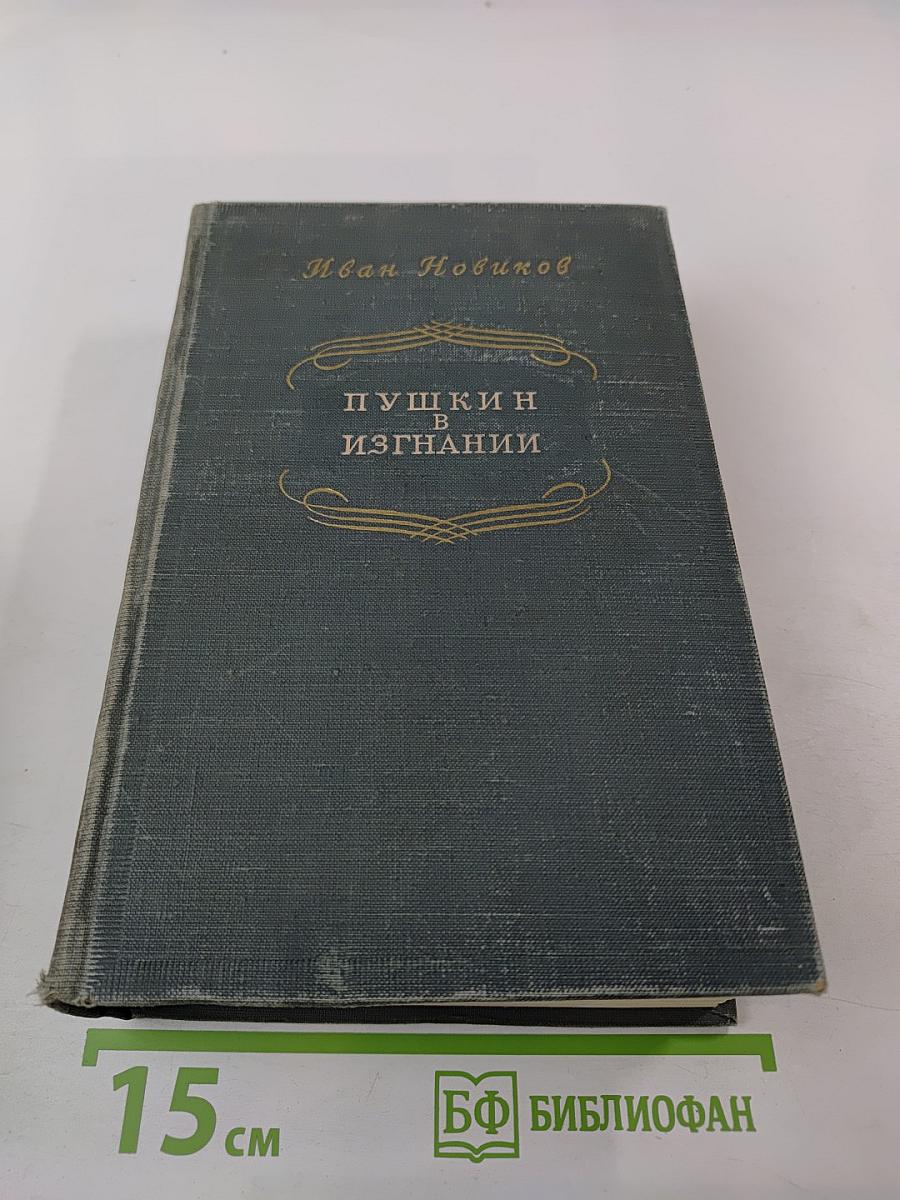 Иван Новиков
ПУШКИН
В
ИЗГНАНИИ
15 см
БФ БИБЛИОФАН